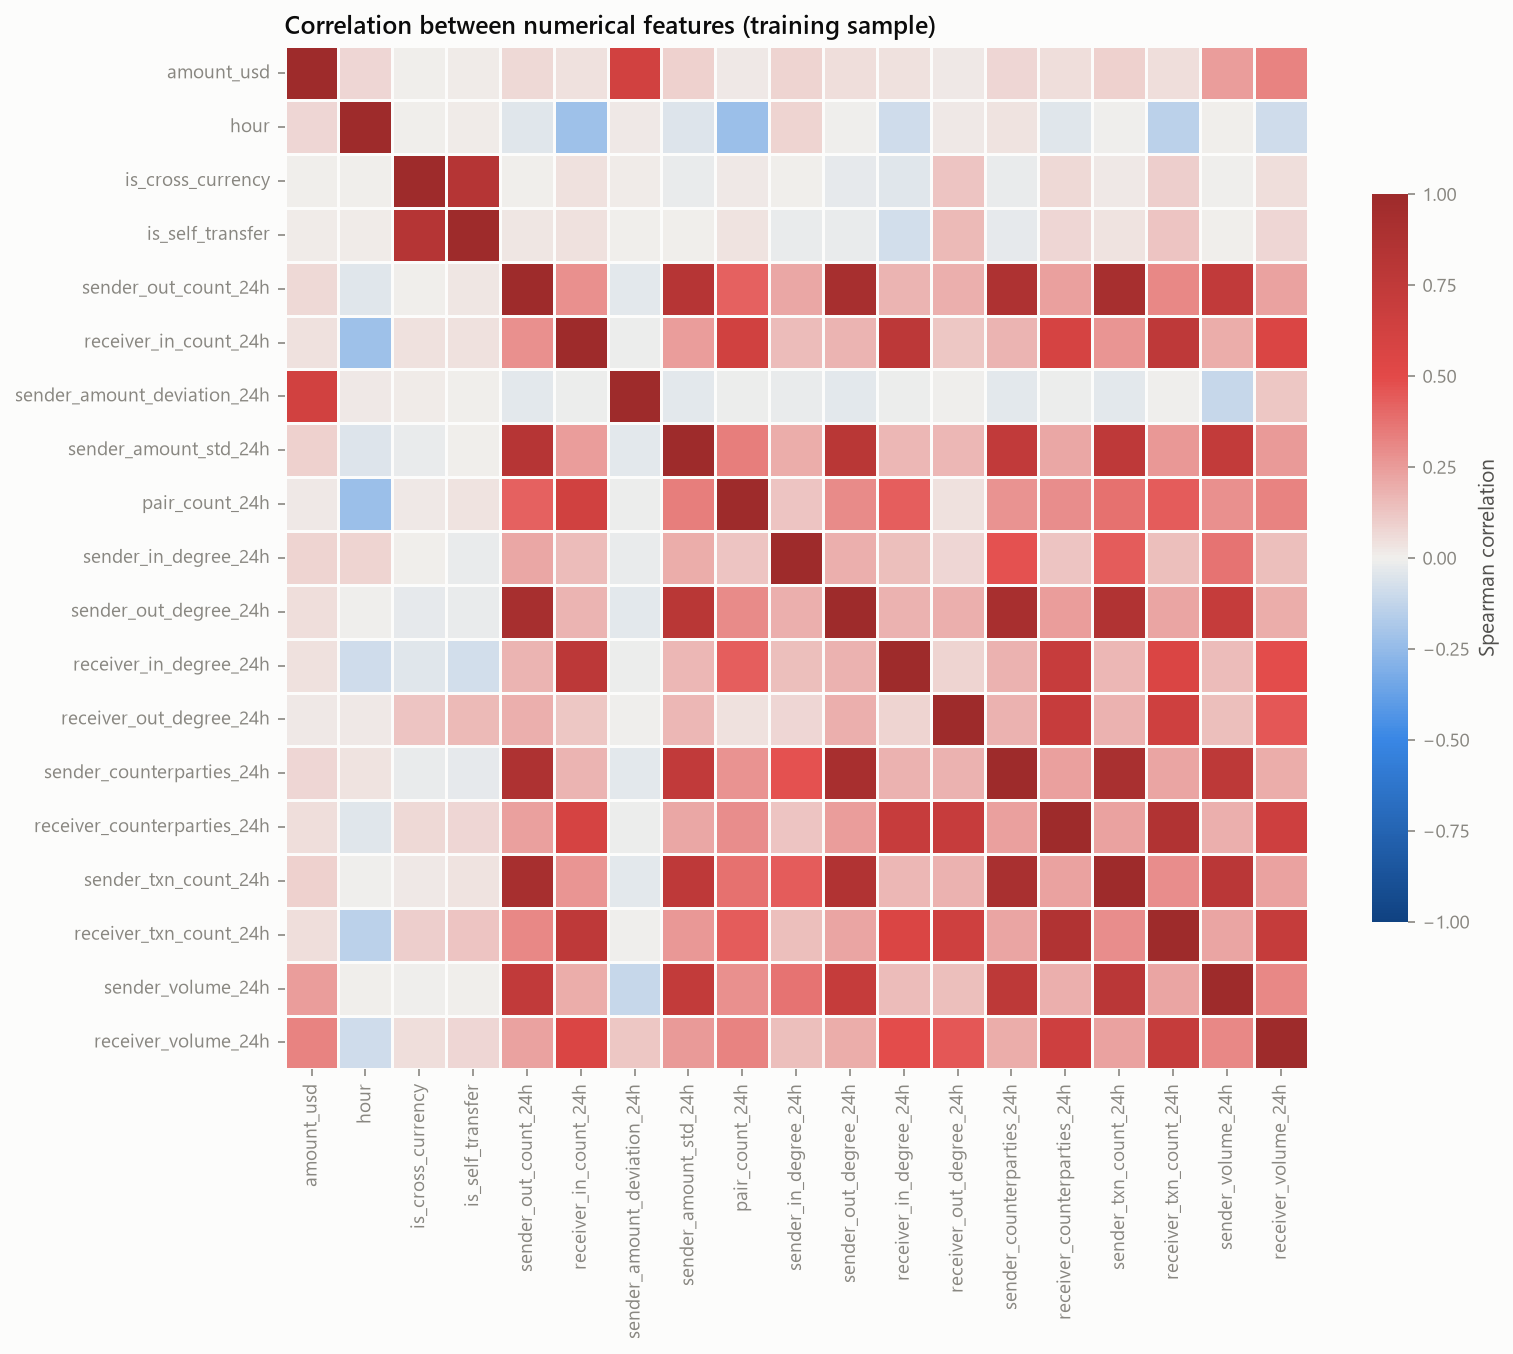 Correlation between numerical features (training sample)
amount_usd
hour
is_cross_currency
is_self_transfer
sender_out_count_24h
receiver_in_count_24h
sender_amount_deviation_24h
sender_amount_std_24h
pair_count_24h
sender_in_degree_24h
sender_out_degree_24h
receiver_in_degree_24h
receiver_out_degree_24h
sender_counterparties_24h
receiver_counterparties_24h
sender_txn_count_24h
receiver_txn_count_24h
sender_volume_24h
receiver_volume_24h
amount_usd
hour
is_cross_currency
is_self_transfer
sender_out_count_24h
receiver_in_count_24h
sender_amount_deviation_24h
sender_amount_std_24h
pair_count_24h
sender_in_degree_24h
sender_out_degree_24h
receiver_in_degree_24h
receiver_out_degree_24h
sender_counterparties_24h
receiver_counterparties_24h
sender_txn_count_24h
receiver_txn_count_24h
sender_volume_24h
receiver_volume_24h
1.00
0.75
0.50
0.25
0.00
−0.25
−0.50
−0.75
−1.00
Spearman correlation